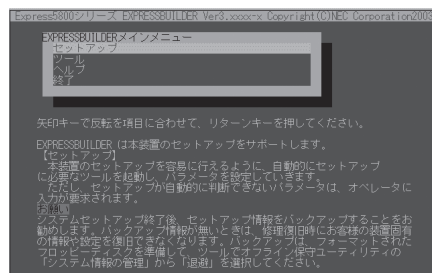 Express5800シリーズ EXPRESSBUILDER Ver3.xxxx-x Copyright(C)NEC Corporation2003
EXPRESSBUILDERメインメニュー
セットアップ
ツール
ヘルプ
終了
矢印キーで反転を項目に合わせて、リターンキーを押してください。
EXPRESSBUILDER は本装置のセットアップをサポートします。
【セットアップ】
本装置のセットアップを容易に行えるように、自動的にセットアップ
に必要なツールを起動し、パラメータを設定していきます。
ただし、セットアップが自動的に判断できないパラメータは、オペレータに
入力が要求されます。
お願い
システムセットアップ終了後、セットアップ情報をバックアップすることをお
勧めします。バックアップ情報が無いときは、修理復旧時にお客様の装置固有
の情報や設定を復旧できなくなります。バックアップは、フォーマットされた
フロッピーディスクを準備して、ツールでオフライン保守ユーティリティの
「システム情報の管理」から「退避」を選択してください。